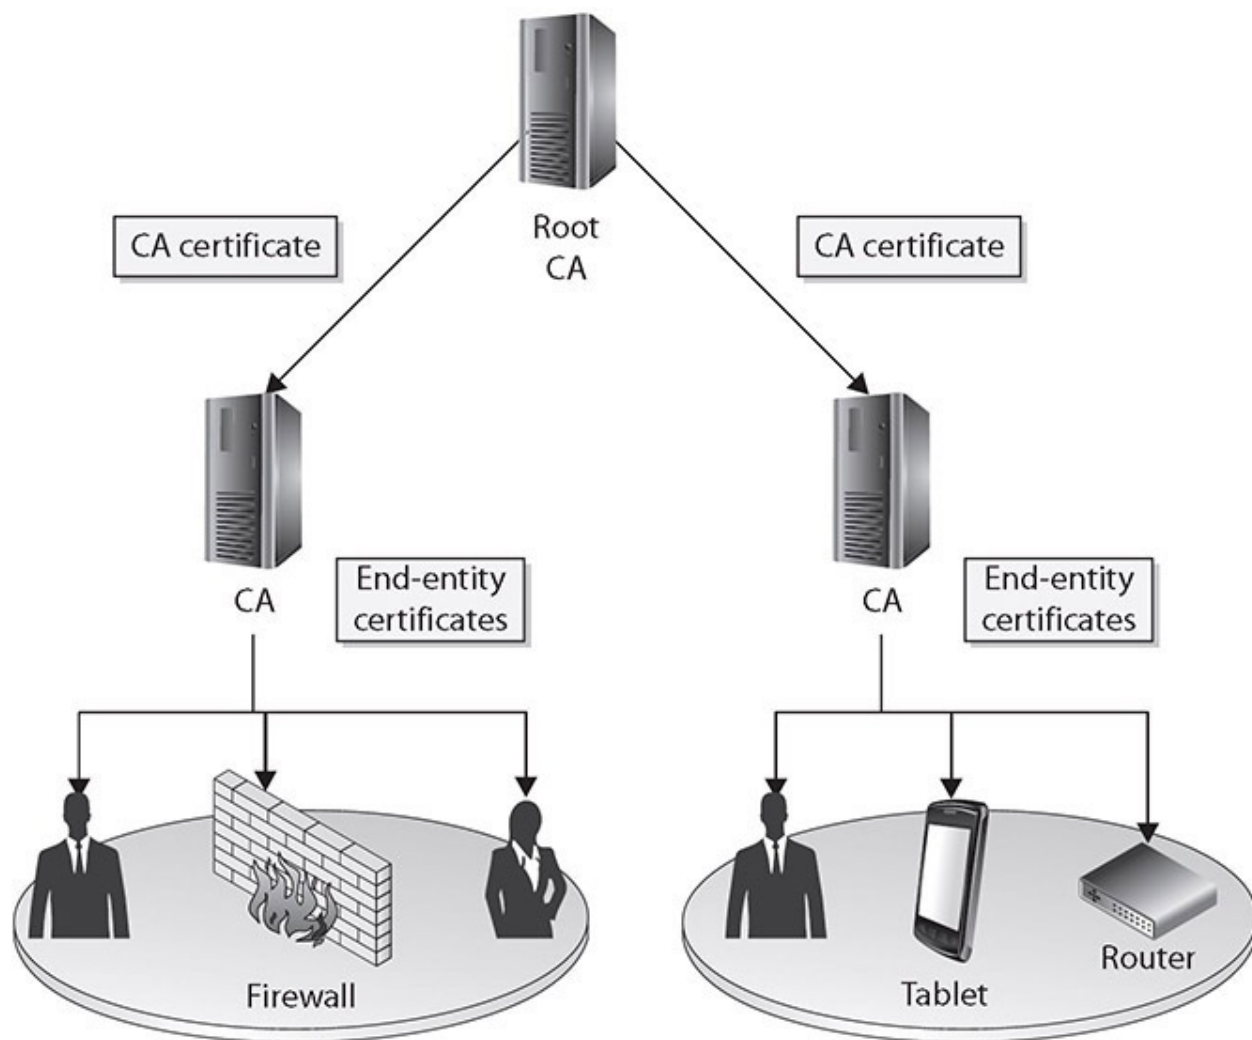 CA certificate
Root
CA
CA certificate
CA
End-entity
certificates
CA
End-entity
certificates
Firewall
Tablet
Router